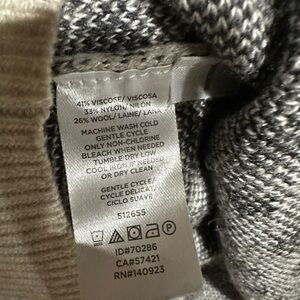 41% VISCOSE/ VISCOSA
33% NYLON/ NILÓN
26% WOOL/ LAINE/ LANA
MACHINE WASH COLD
GENTLE CYCLE
ONLY NON-CHLORINE
BLEACH WHEN NEEDED
TUMBLE DRY LOW
COOL IRON IF NEEDED
OR DRY CLEAN
GENTLE CYCLE/
CYCLE DÉLICAT/
CICLO SUAVE
512655
ID#70286
CA#57421
RN#140923